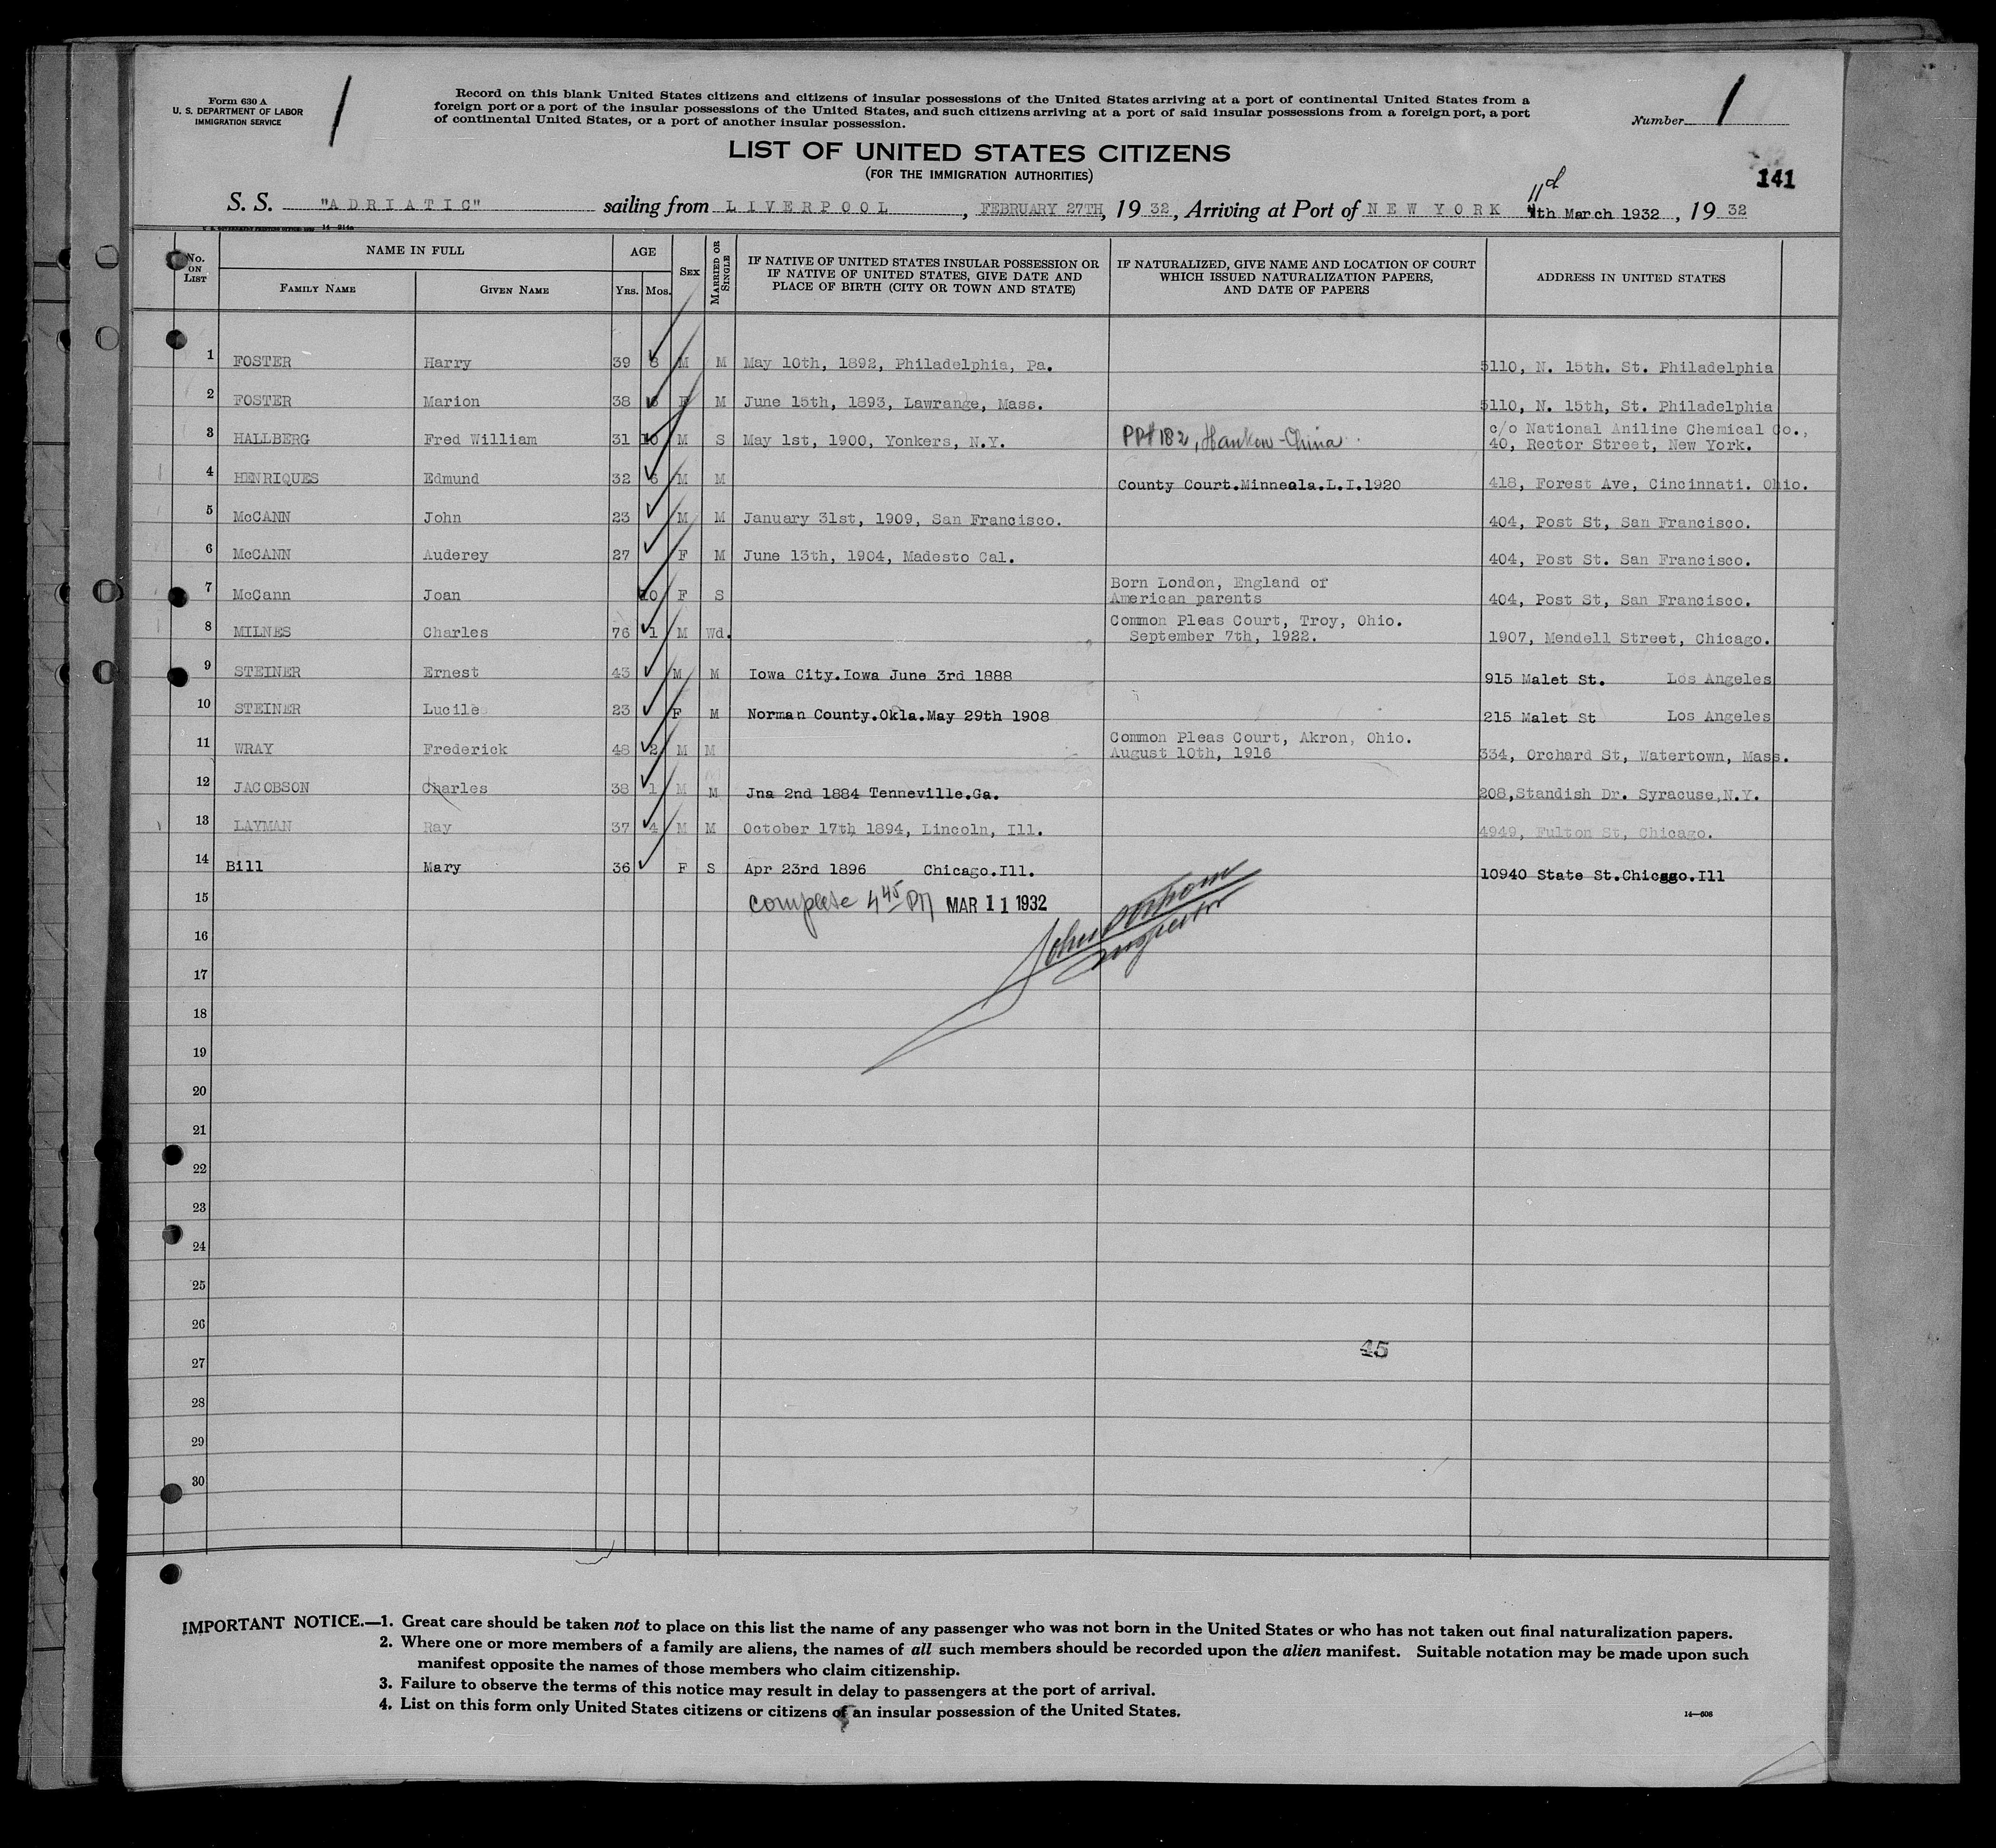 Form 630 A
U. S. DEPARTMENT OF LABOR
IMMIGRATION SERVICE
1
Record on this blank United States citizens and citizens of insular possessions of the United States arriving at a port of continental United States from a
foreign port or a port of the insular possessions of the United States, and such citizens arriving at a port of said insular possessions from a foreign port, a port
of continental United States, or a port of another insular possession.
Number 1
LIST OF UNITED STATES CITIZENS
(FOR THE IMMIGRATION AUTHORITIES)
141
S. S. "ADRIATIC" sailing from LIVERPOOL, FEBRUARY 27TH, 1932, Arriving at Port of NEW YORK 11th March 1932, 1932
14-214a
No. ON LIST
NAME IN FULL
FAMILY NAME GIVEN NAME
AGE
Yrs. Mos.
SEX
MARRIED OR SINGLE
IF NATIVE OF UNITED STATES INSULAR POSSESSION OR
IF NATIVE OF UNITED STATES, GIVE DATE AND
PLACE OF BIRTH (CITY OR TOWN AND STATE)
IF NATURALIZED, GIVE NAME AND LOCATION OF COURT
WHICH ISSUED NATURALIZATION PAPERS,
AND DATE OF PAPERS
ADDRESS IN UNITED STATES
1 FOSTER Harry 39 8 M M May 10th, 1892, Philadelphia, Pa. 5110, N. 15th. St. Philadelphia
2 FOSTER Marion 38 F M June 15th, 1893, Lawrange, Mass. 5110, N. 15th, St. Philadelphia
3 HALLBERG Fred William 31 10 M S May 1st, 1900, Yonkers, N.Y. PPt 182, Hankow-China c/o National Aniline Chemical Co.,
40, Rector Street, New York.
4 HENRIQUES Edmund 32 6 M M County Court.Minneola.L.I.1920 418, Forest Ave, Cincinnati. Ohio.
5 McCANN John 23 M M January 31st, 1909, San Francisco. 404, Post St, San Francisco.
6 McCANN Auderey 27 F M June 13th, 1904, Madesto Cal. 404, Post St. San Francisco.
7 McCann Joan 10 F S Born London, England of
American parents 404, Post St, San Francisco.
8 MILNES Charles 76 1 M Wd. Common Pleas Court, Troy, Ohio.
September 7th, 1922. 1907, Mendell Street, Chicago.
9 STEINER Ernest 43 M M Iowa City.Iowa June 3rd 1888 915 Malet St. Los Angeles
10 STEINER Lucile 23 F M Norman County.Okla.May 29th 1908 215 Malet St Los Angeles
11 WRAY Frederick 48 2 M M Common Pleas Court, Akron, Ohio.
August 10th, 1916 334, Orchard St, Watertown, Mass.
12 JACOBSON Charles 38 1 M M Jna 2nd 1884 Tenneville.Ga. 208,Standish Dr. Syracuse,N.Y.
13 LAYMAN Ray 37 4 M M October 17th 1894, Lincoln, Ill. 4949, Fulton St, Chicago.
14 Bill Mary 36 F S Apr 23rd 1896 Chicago.Ill. 10940 State St.Chicago.Ill
15 complete 4 45 PM MAR 11 1932
Inspector
16
17
18
19
20
21
22
23
24
25
26
45
27
28
29
30
IMPORTANT NOTICE.—1. Great care should be taken not to place on this list the name of any passenger who was not born in the United States or who has not taken out final naturalization papers.
2. Where one or more members of a family are aliens, the names of all such members should be recorded upon the alien manifest. Suitable notation may be made upon such
manifest opposite the names of those members who claim citizenship.
3. Failure to observe the terms of this notice may result in delay to passengers at the port of arrival.
4. List on this form only United States citizens or citizens of an insular possession of the United States.
14—608